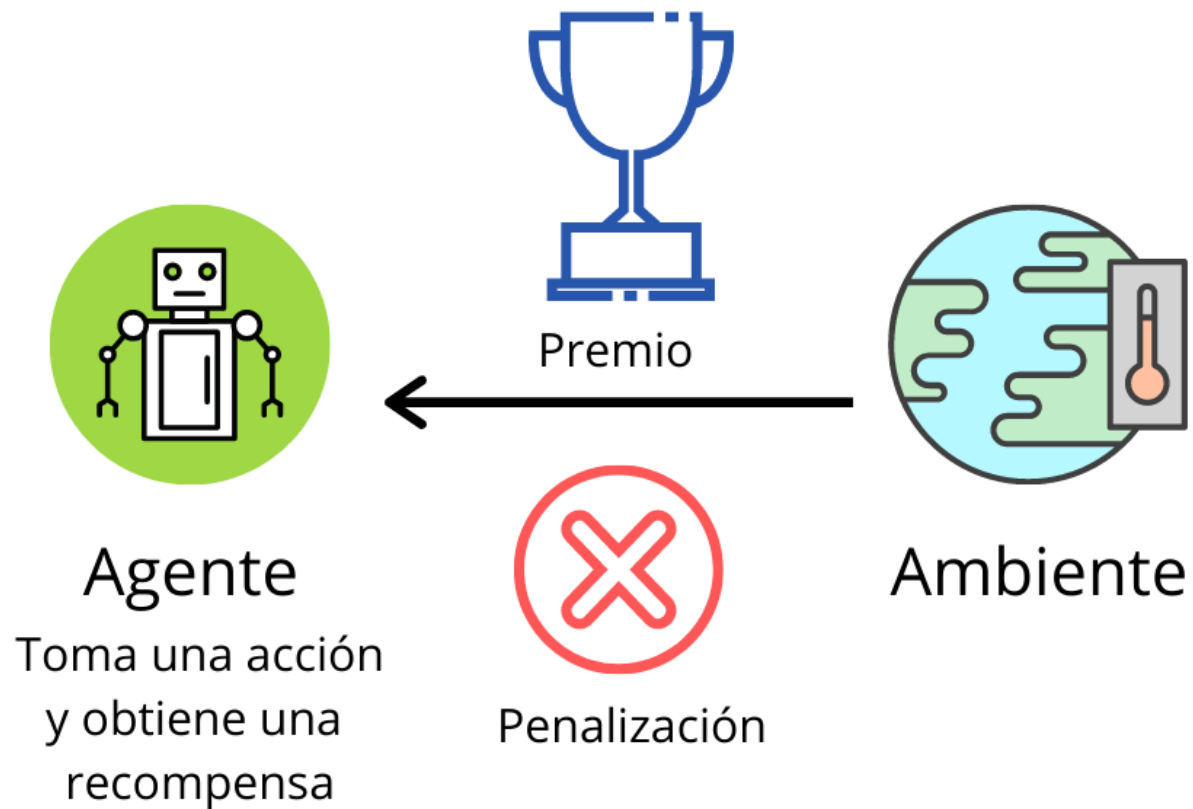 Premio
Agente
Toma una acción
y obtiene una
recompensa
Penalización
Ambiente